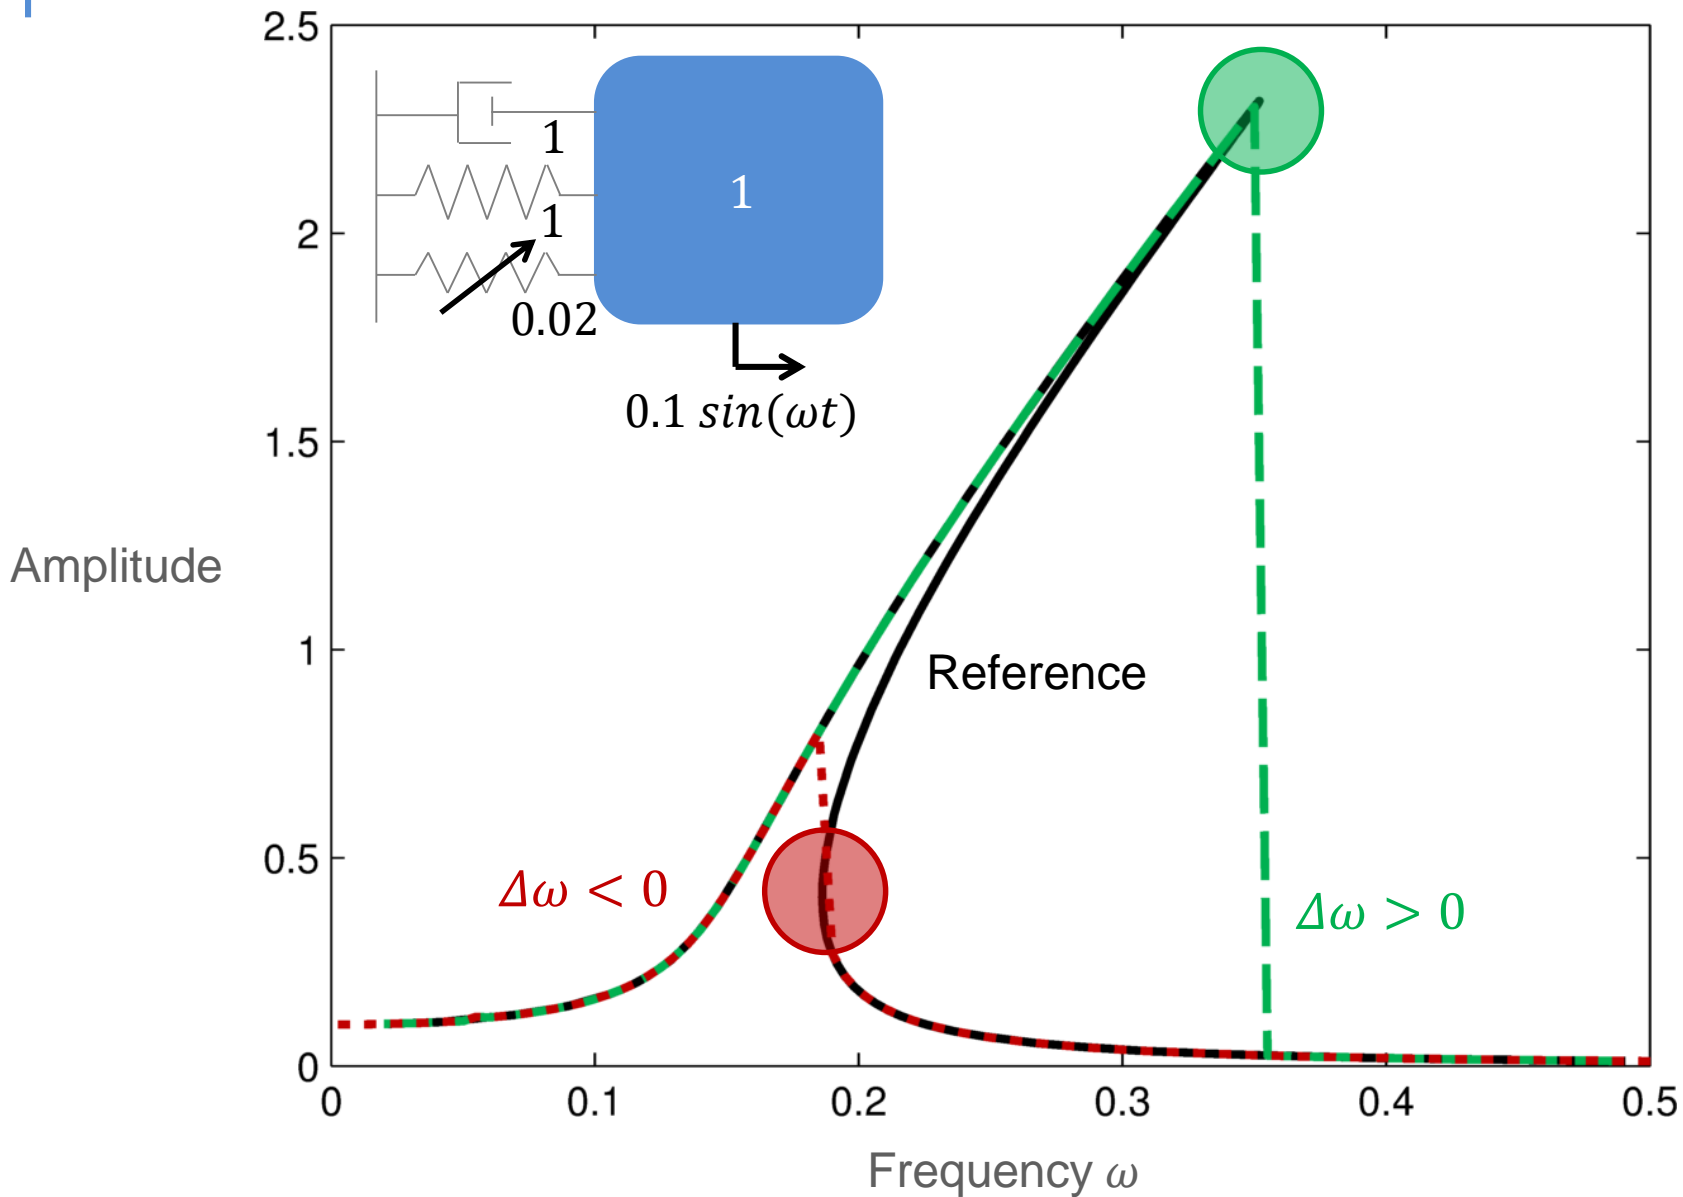 2.5
2
1.5
1
0.5
0
1
1
0.02
1
0.1 sin(ωt)
Amplitude
Reference
Δω < 0
Δω > 0
0
0.1
0.2
0.3
0.4
0.5
Frequency ω